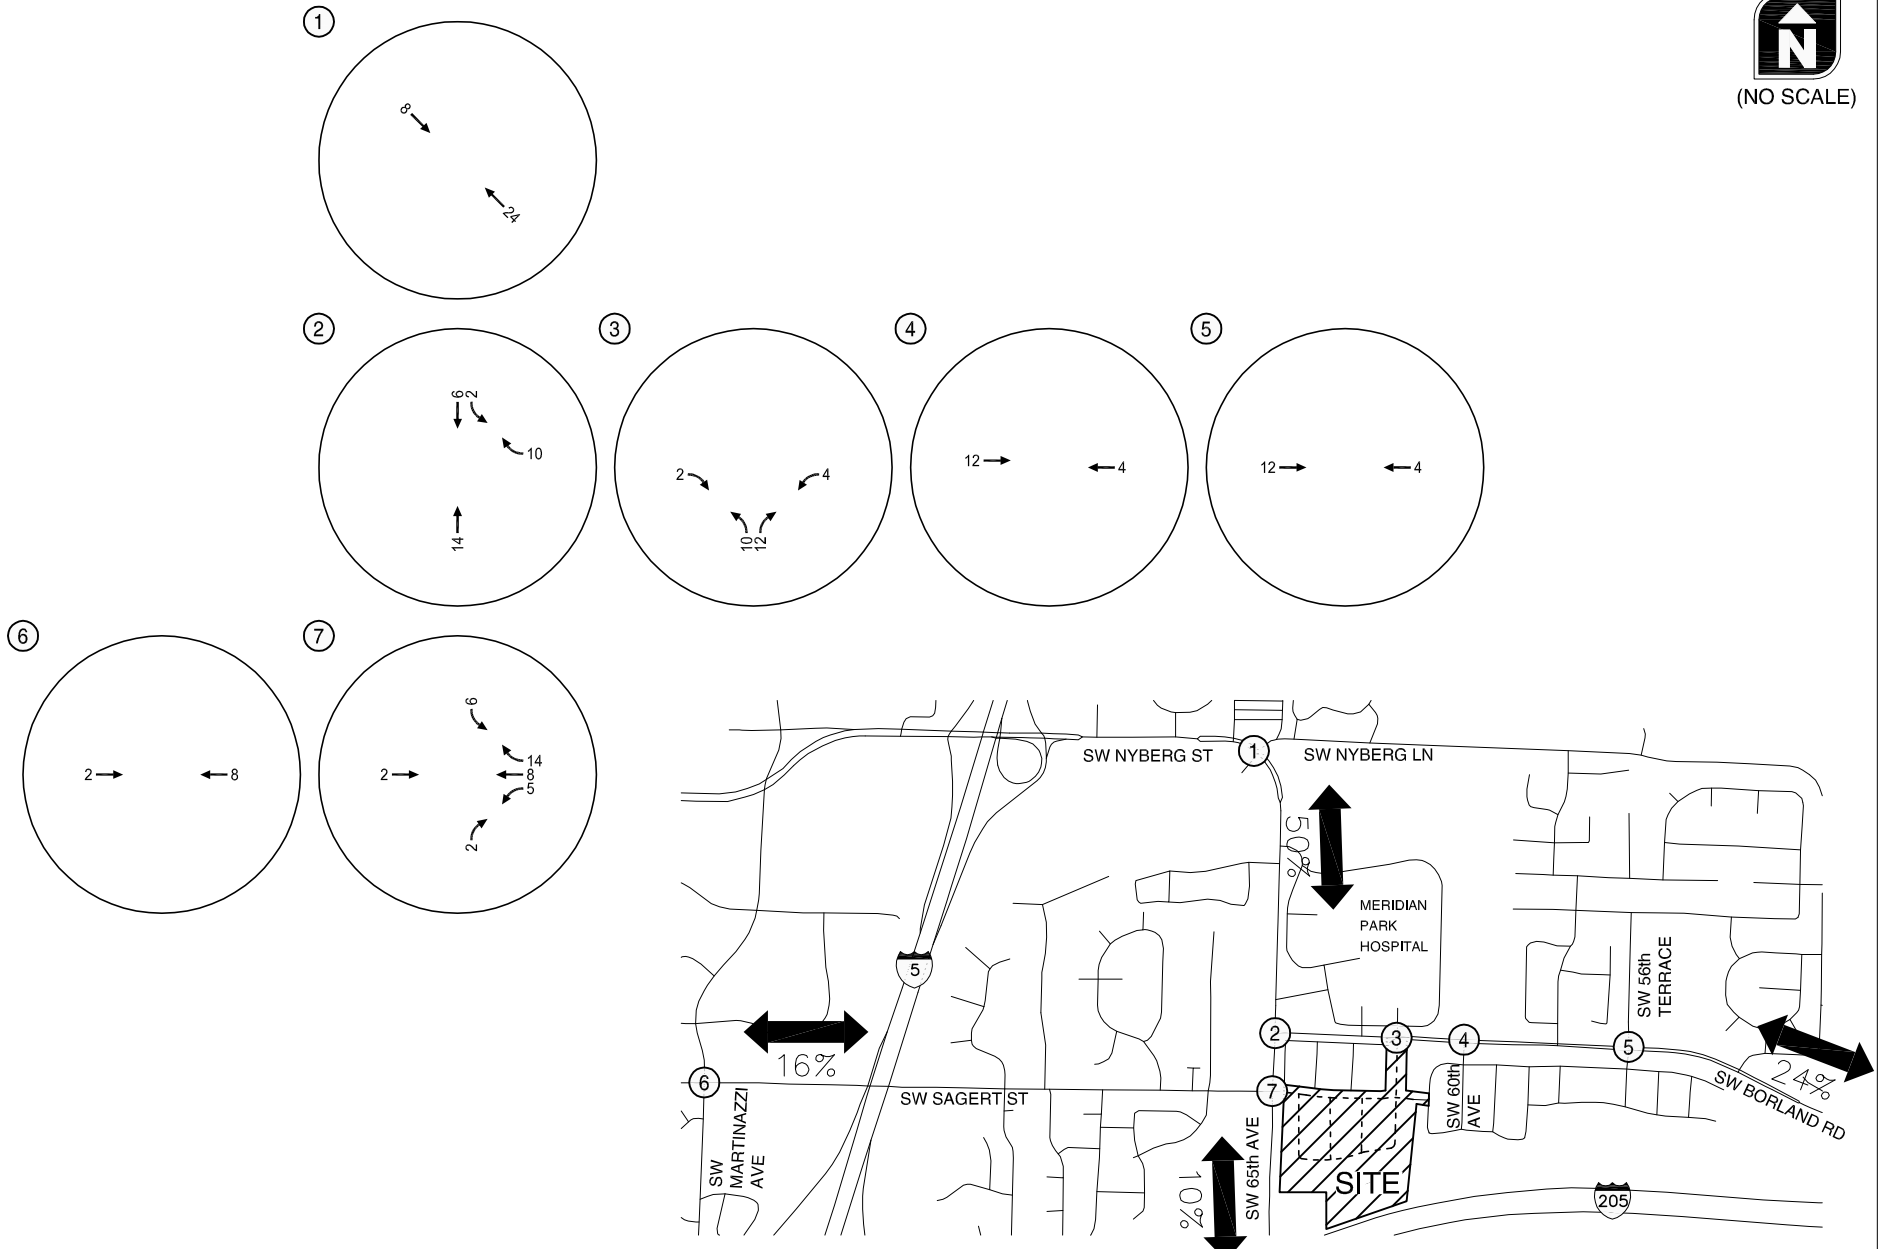 1
8
24
N
(NO SCALE)
2
6
2
10
14
3
2
4
10
12
4
12
4
5
12
4
6
2
8
7
6
2
14
8
5
2
SW NYBERG ST
1
SW NYBERG LN
50%
MERIDIAN
PARK
HOSPITAL
5
SW 56th
TERRACE
16%
2
3
4
5
24%
6
SW SAGERT ST
7
SW 60th
AVE
SW BORLAND RD
SW
MARTINAZZI
AVE
10%
SW 65th AVE
SITE
205